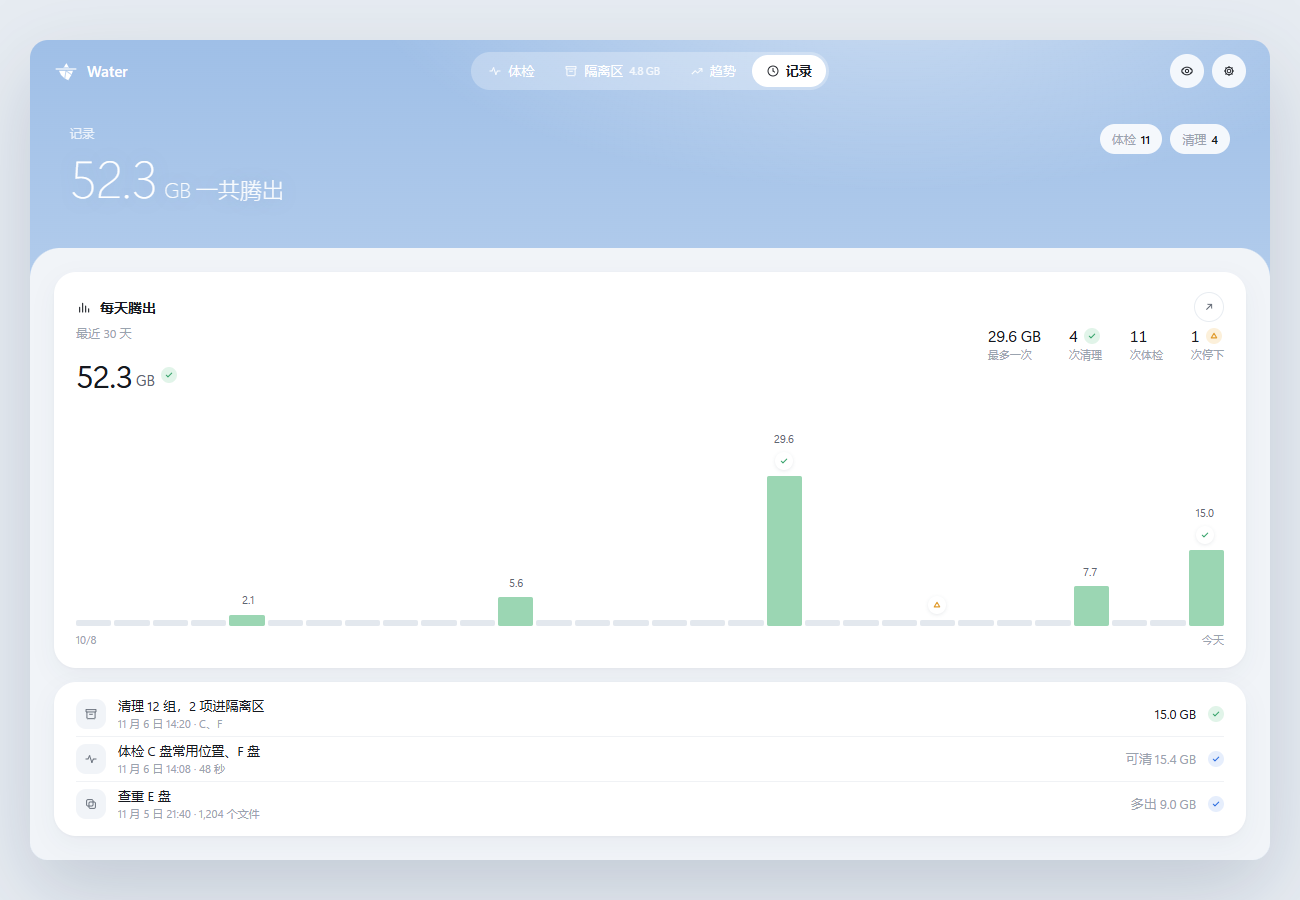 Water
体检
隔离区 4.8 GB
趋势
记录
记录
体检 11
清理 4
52.3 GB 一共腾出
每天腾出
最近 30 天
29.6 GB
最多一次
4
次清理
11
次体检
1
次停下
52.3 GB
29.6
15.0
7.7
5.6
2.1
10/8
今天
清理 12 组，2 项进隔离区
11 月 6 日 14:20 · C、F
15.0 GB
体检 C 盘常用位置、F 盘
11 月 6 日 14:08 · 48 秒
可清 15.4 GB
查重 E 盘
11 月 5 日 21:40 · 1,204 个文件
多出 9.0 GB